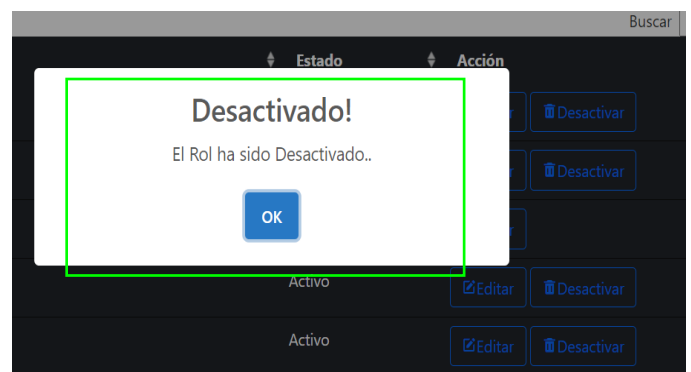 Buscar
Estado Acción
Desactivar
Desactivado!
El Rol ha sido Desactivado..
Desactivar
OK
Activo Editar Desactivar
Activo Editar Desactivar